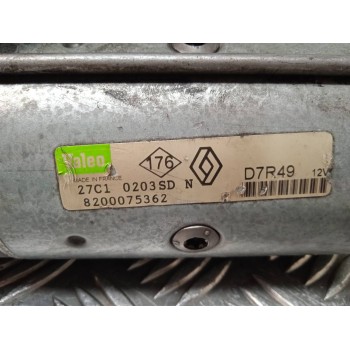 Valeo
MADE IN FRANCE
176
D7R49 12V
27C1 0203SD N
8200075362